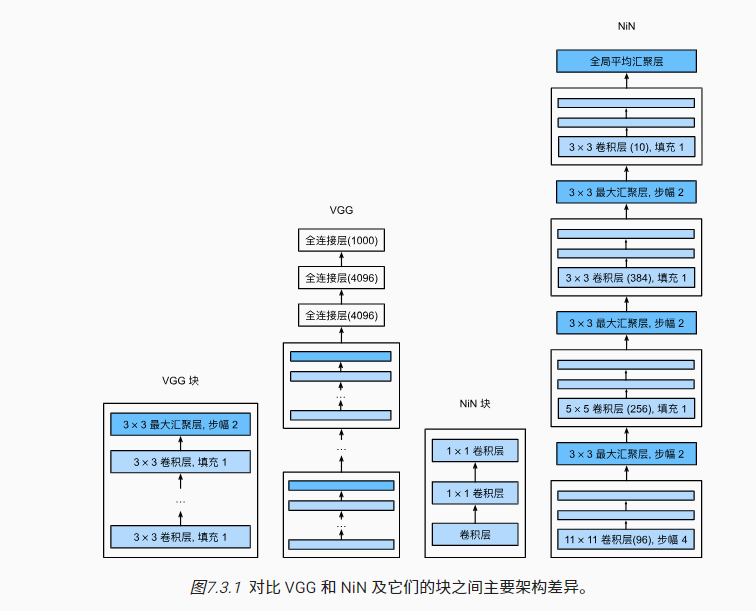 VGG 块
3 × 3 最大汇聚层, 步幅 2
3 × 3 卷积层, 填充 1
...
3 × 3 卷积层, 填充 1
VGG
全连接层(1000)
全连接层(4096)
全连接层(4096)
...
...
...
NiN 块
1 × 1 卷积层
1 × 1 卷积层
卷积层
NiN
全局平均汇聚层
3 × 3 卷积层 (10), 填充 1
3 × 3 最大汇聚层, 步幅 2
3 × 3 卷积层 (384), 填充 1
3 × 3 最大汇聚层, 步幅 2
5 × 5 卷积层 (256), 填充 1
3 × 3 最大汇聚层, 步幅 2
11 × 11 卷积层(96), 步幅 4
图7.3.1 对比 VGG 和 NiN 及它们的块之间主要架构差异。